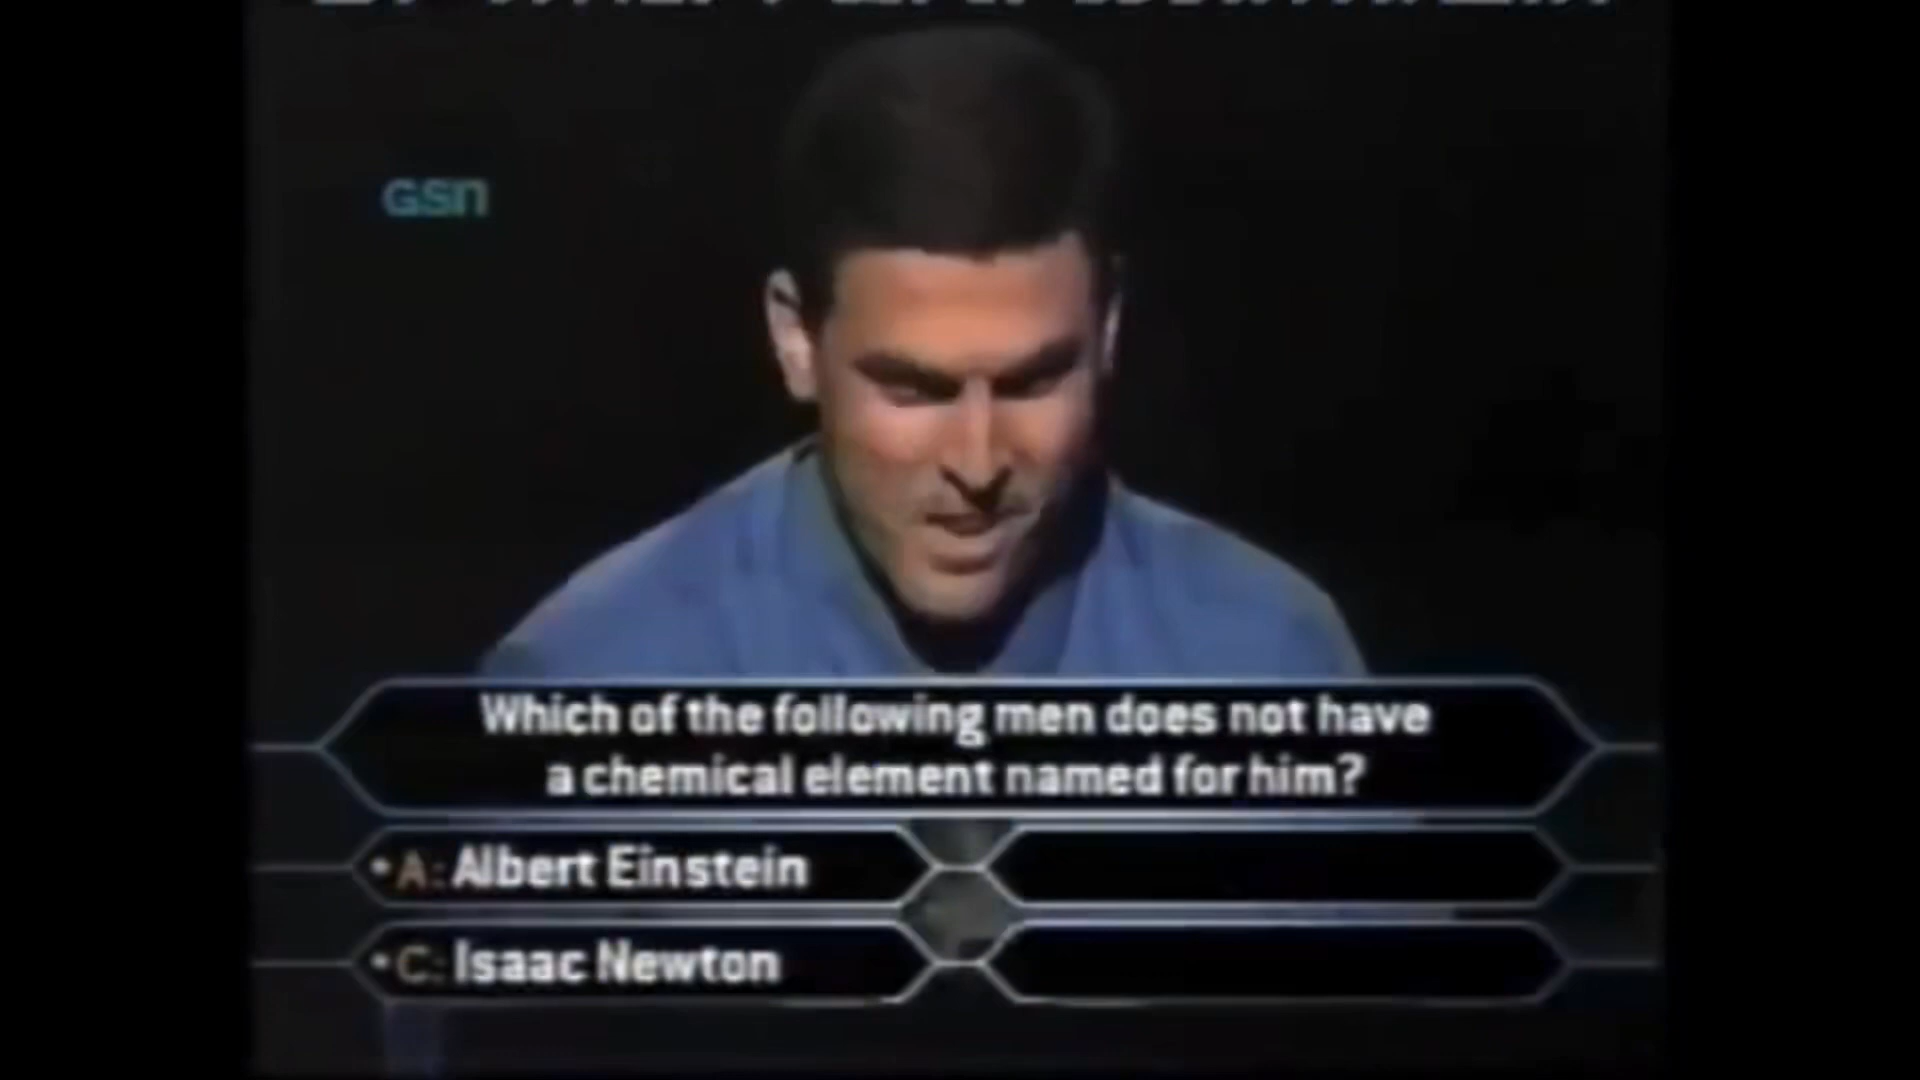 GSN
Which of the following men does not have
a chemical element named for him?
A: Albert Einstein
C: Isaac Newton